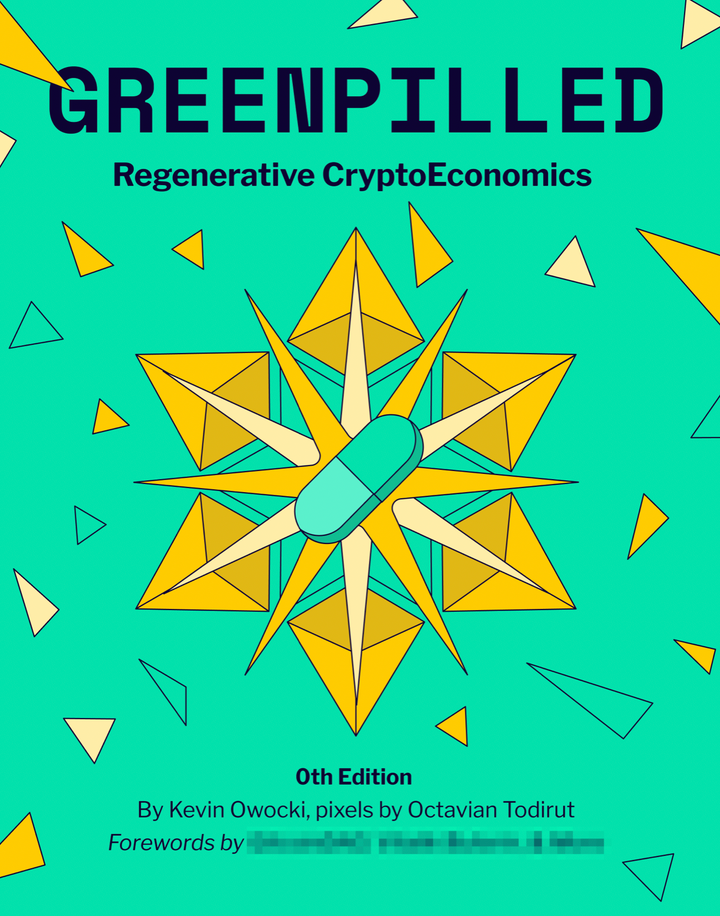 GREENPILLED
Regenerative CryptoEconomics
0th Edition
By Kevin Owocki, pixels by Octavian Todirut
Forewords by